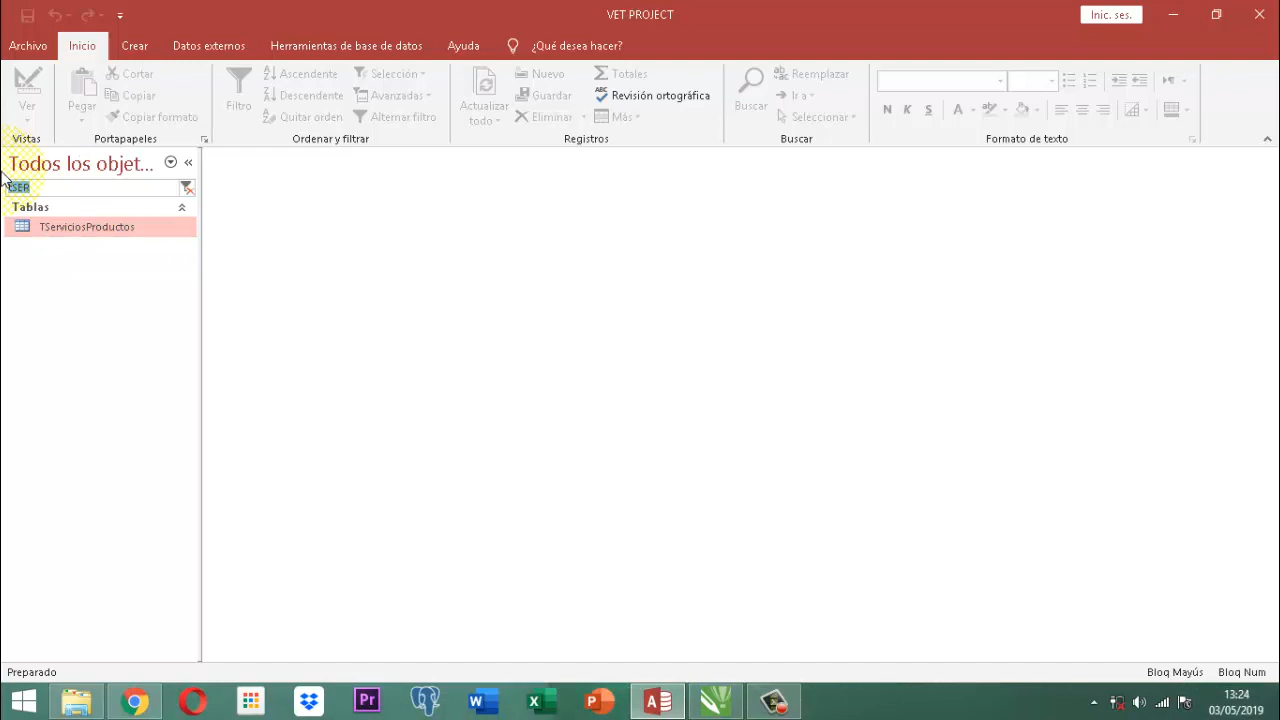 VET PROJECT
Inic. ses.
Archivo Inicio Crear Datos externos Herramientas de base de datos Ayuda ¿Qué desea hacer?
Ver
Pegar
Cortar
Copiar
Copiar formato
Filtro
Ascendente
Descendente
Quitar orden
Selección
Avanzadas
Alternar filtro
Actualizar
todo
Nuevo
Guardar
Eliminar
Totales
Revisión ortográfica
Más
Buscar
Reemplazar
Ir a
Seleccionar
N K S
A
Vistas Portapapeles Ordenar y filtrar Registros Buscar Formato de texto
Todos los objet...
Tablas
TServiciosProductos
Preparado Bloq Mayús Bloq Num
Pr
13:24
03/05/2019